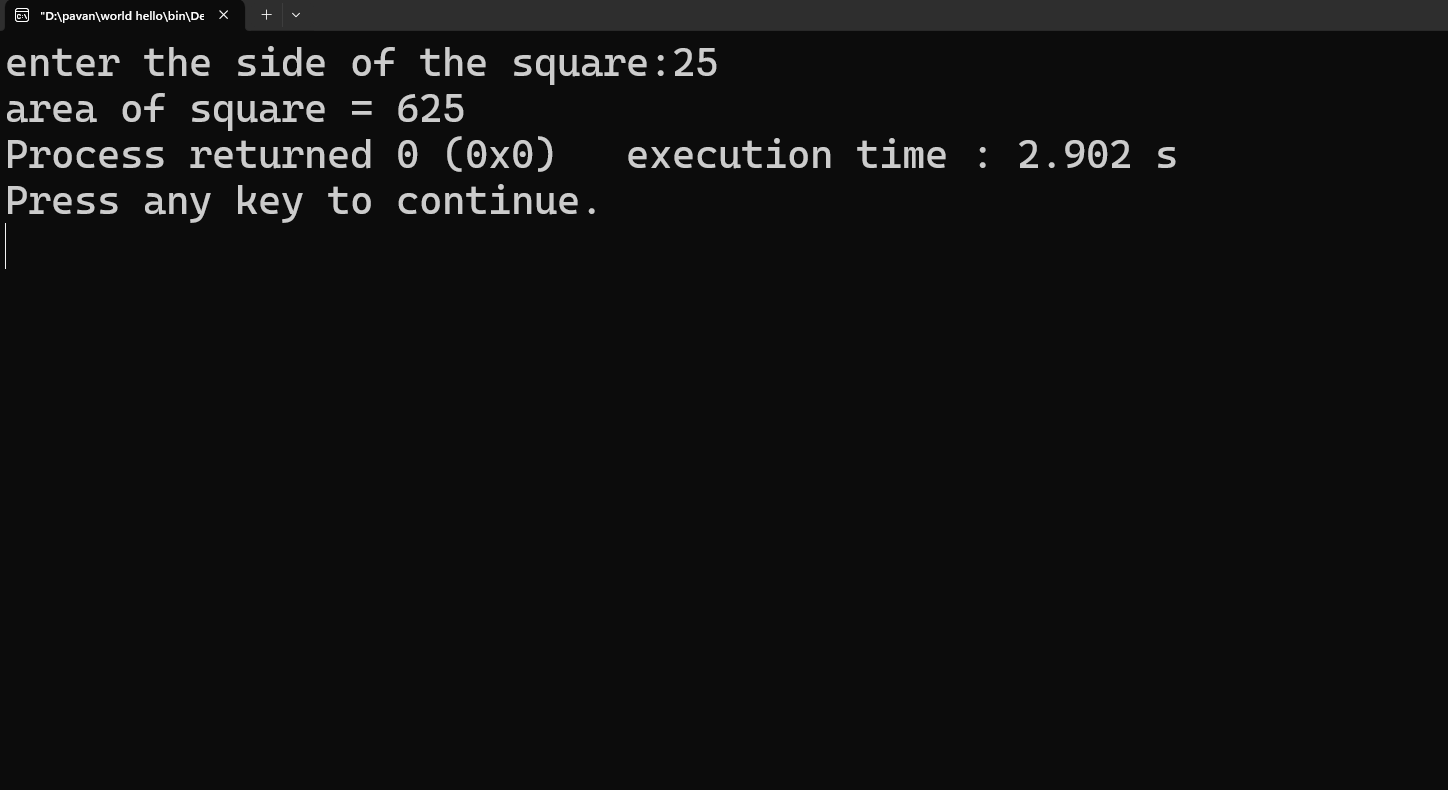 "D:\pavan\world hello\bin\De
enter the side of the square:25
area of square = 625
Process returned 0 (0x0)   execution time : 2.902 s
Press any key to continue.